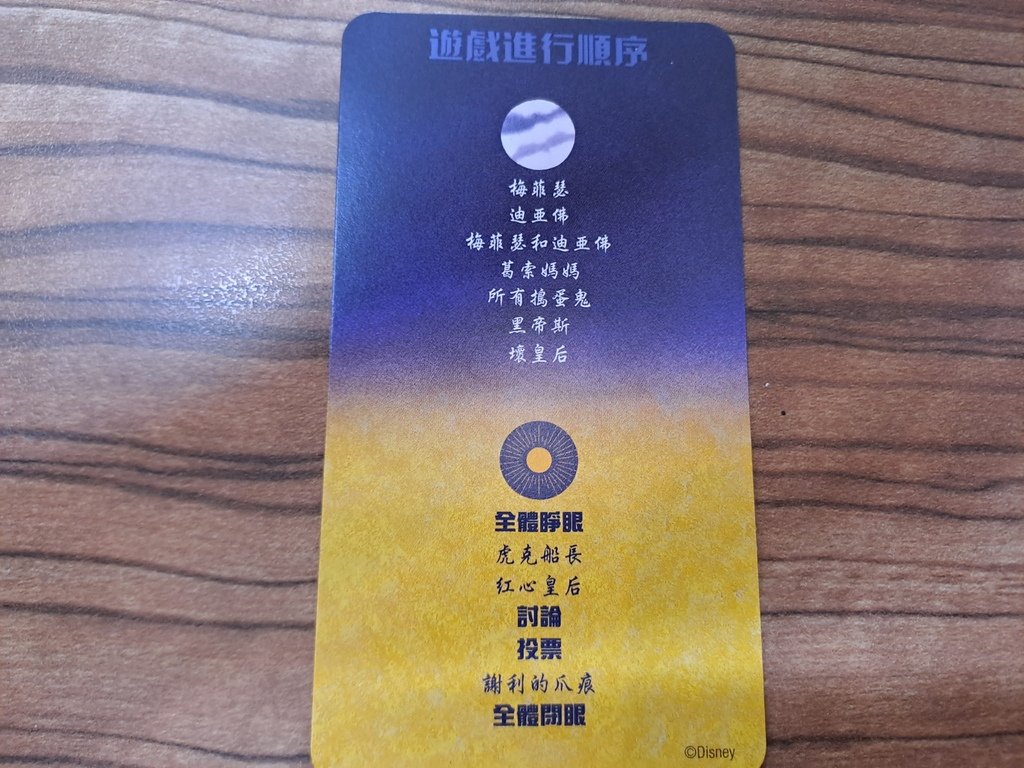 遊戲進行順序
梅菲瑟
迪亞佛
梅菲瑟和迪亞佛
葛索媽媽
所有搗蛋鬼
黑帝斯
壞皇后
全體睜眼
虎克船長
紅心皇后
討論
投票
謝利的爪痕
全體閉眼
©Disney